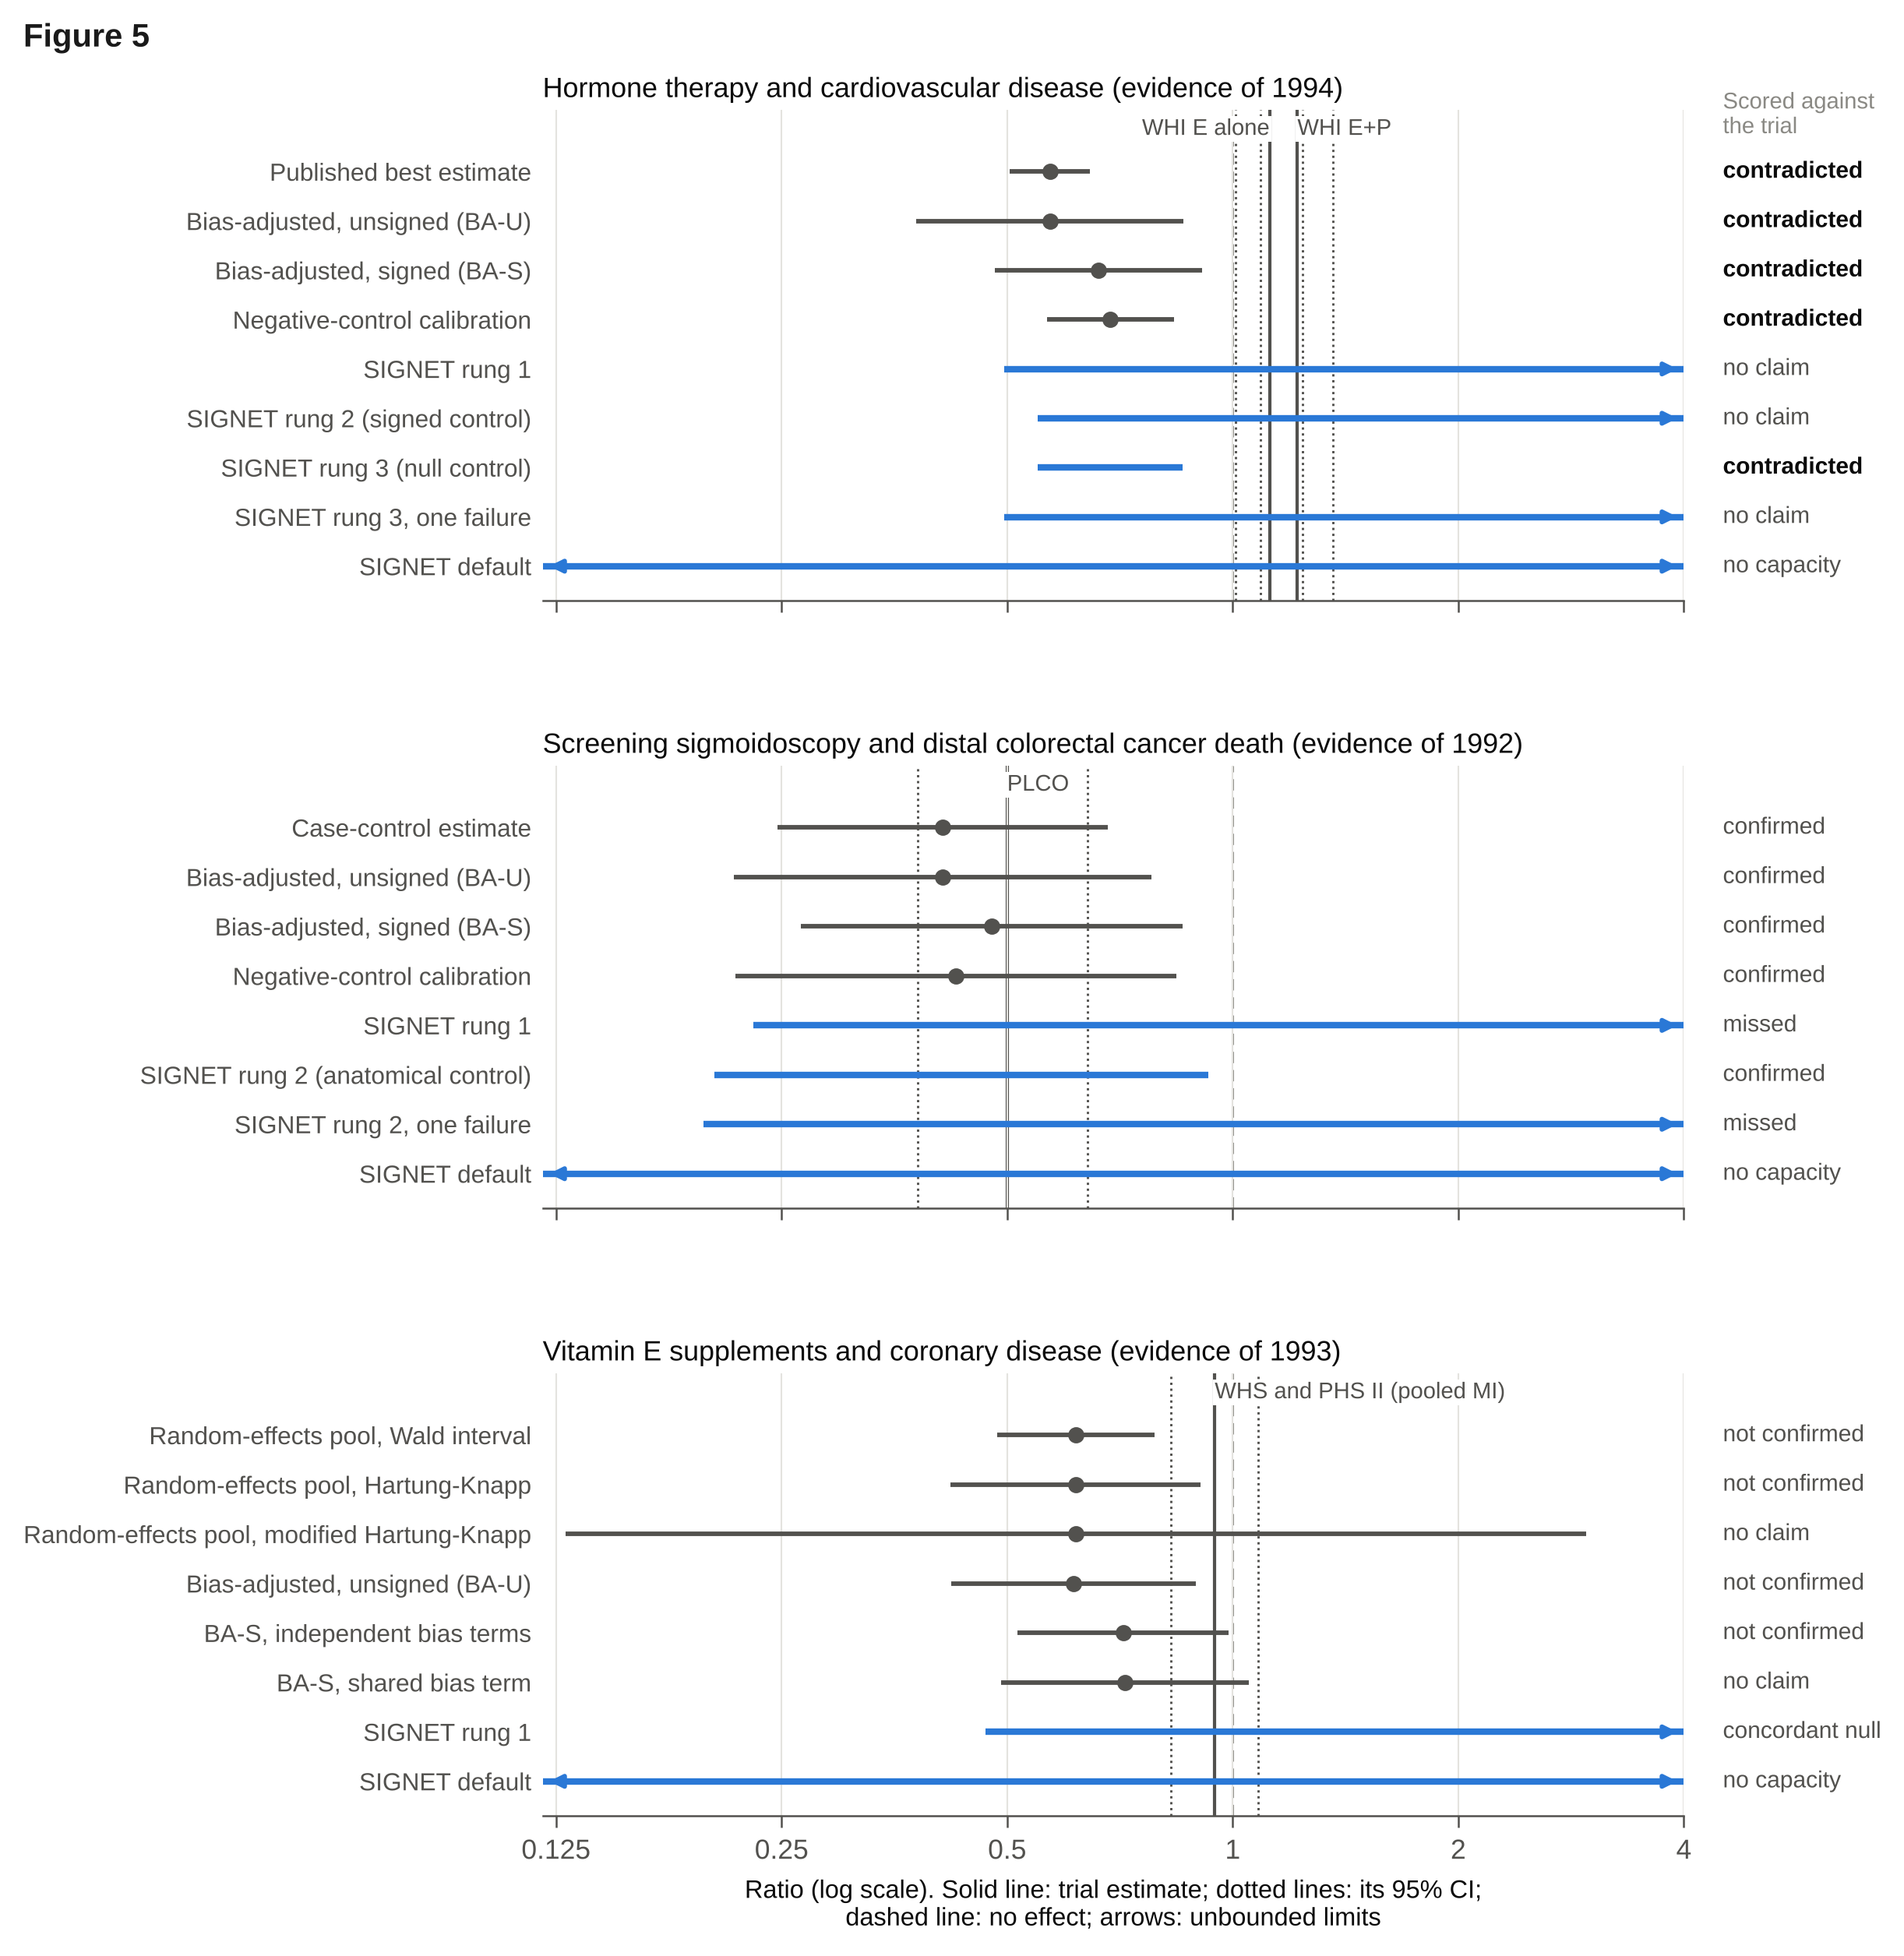 Figure 5
Hormone therapy and cardiovascular disease (evidence of 1994)
Scored against
the trial
WHI E alone
WHI E+P
Published best estimate
contradicted
Bias-adjusted, unsigned (BA-U)
contradicted
Bias-adjusted, signed (BA-S)
contradicted
Negative-control calibration
contradicted
SIGNET rung 1
no claim
SIGNET rung 2 (signed control)
no claim
SIGNET rung 3 (null control)
contradicted
SIGNET rung 3, one failure
no claim
SIGNET default
no capacity
Screening sigmoidoscopy and distal colorectal cancer death (evidence of 1992)
PLCO
Case-control estimate
confirmed
Bias-adjusted, unsigned (BA-U)
confirmed
Bias-adjusted, signed (BA-S)
confirmed
Negative-control calibration
confirmed
SIGNET rung 1
missed
SIGNET rung 2 (anatomical control)
confirmed
SIGNET rung 2, one failure
missed
SIGNET default
no capacity
Vitamin E supplements and coronary disease (evidence of 1993)
WHS and PHS II (pooled MI)
Random-effects pool, Wald interval
not confirmed
Random-effects pool, Hartung-Knapp
not confirmed
Random-effects pool, modified Hartung-Knapp
no claim
Bias-adjusted, unsigned (BA-U)
not confirmed
BA-S, independent bias terms
not confirmed
BA-S, shared bias term
no claim
SIGNET rung 1
concordant null
SIGNET default
no capacity
0.125 0.25 0.5 1 2 4
Ratio (log scale). Solid line: trial estimate; dotted lines: its 95% CI;
dashed line: no effect; arrows: unbounded limits